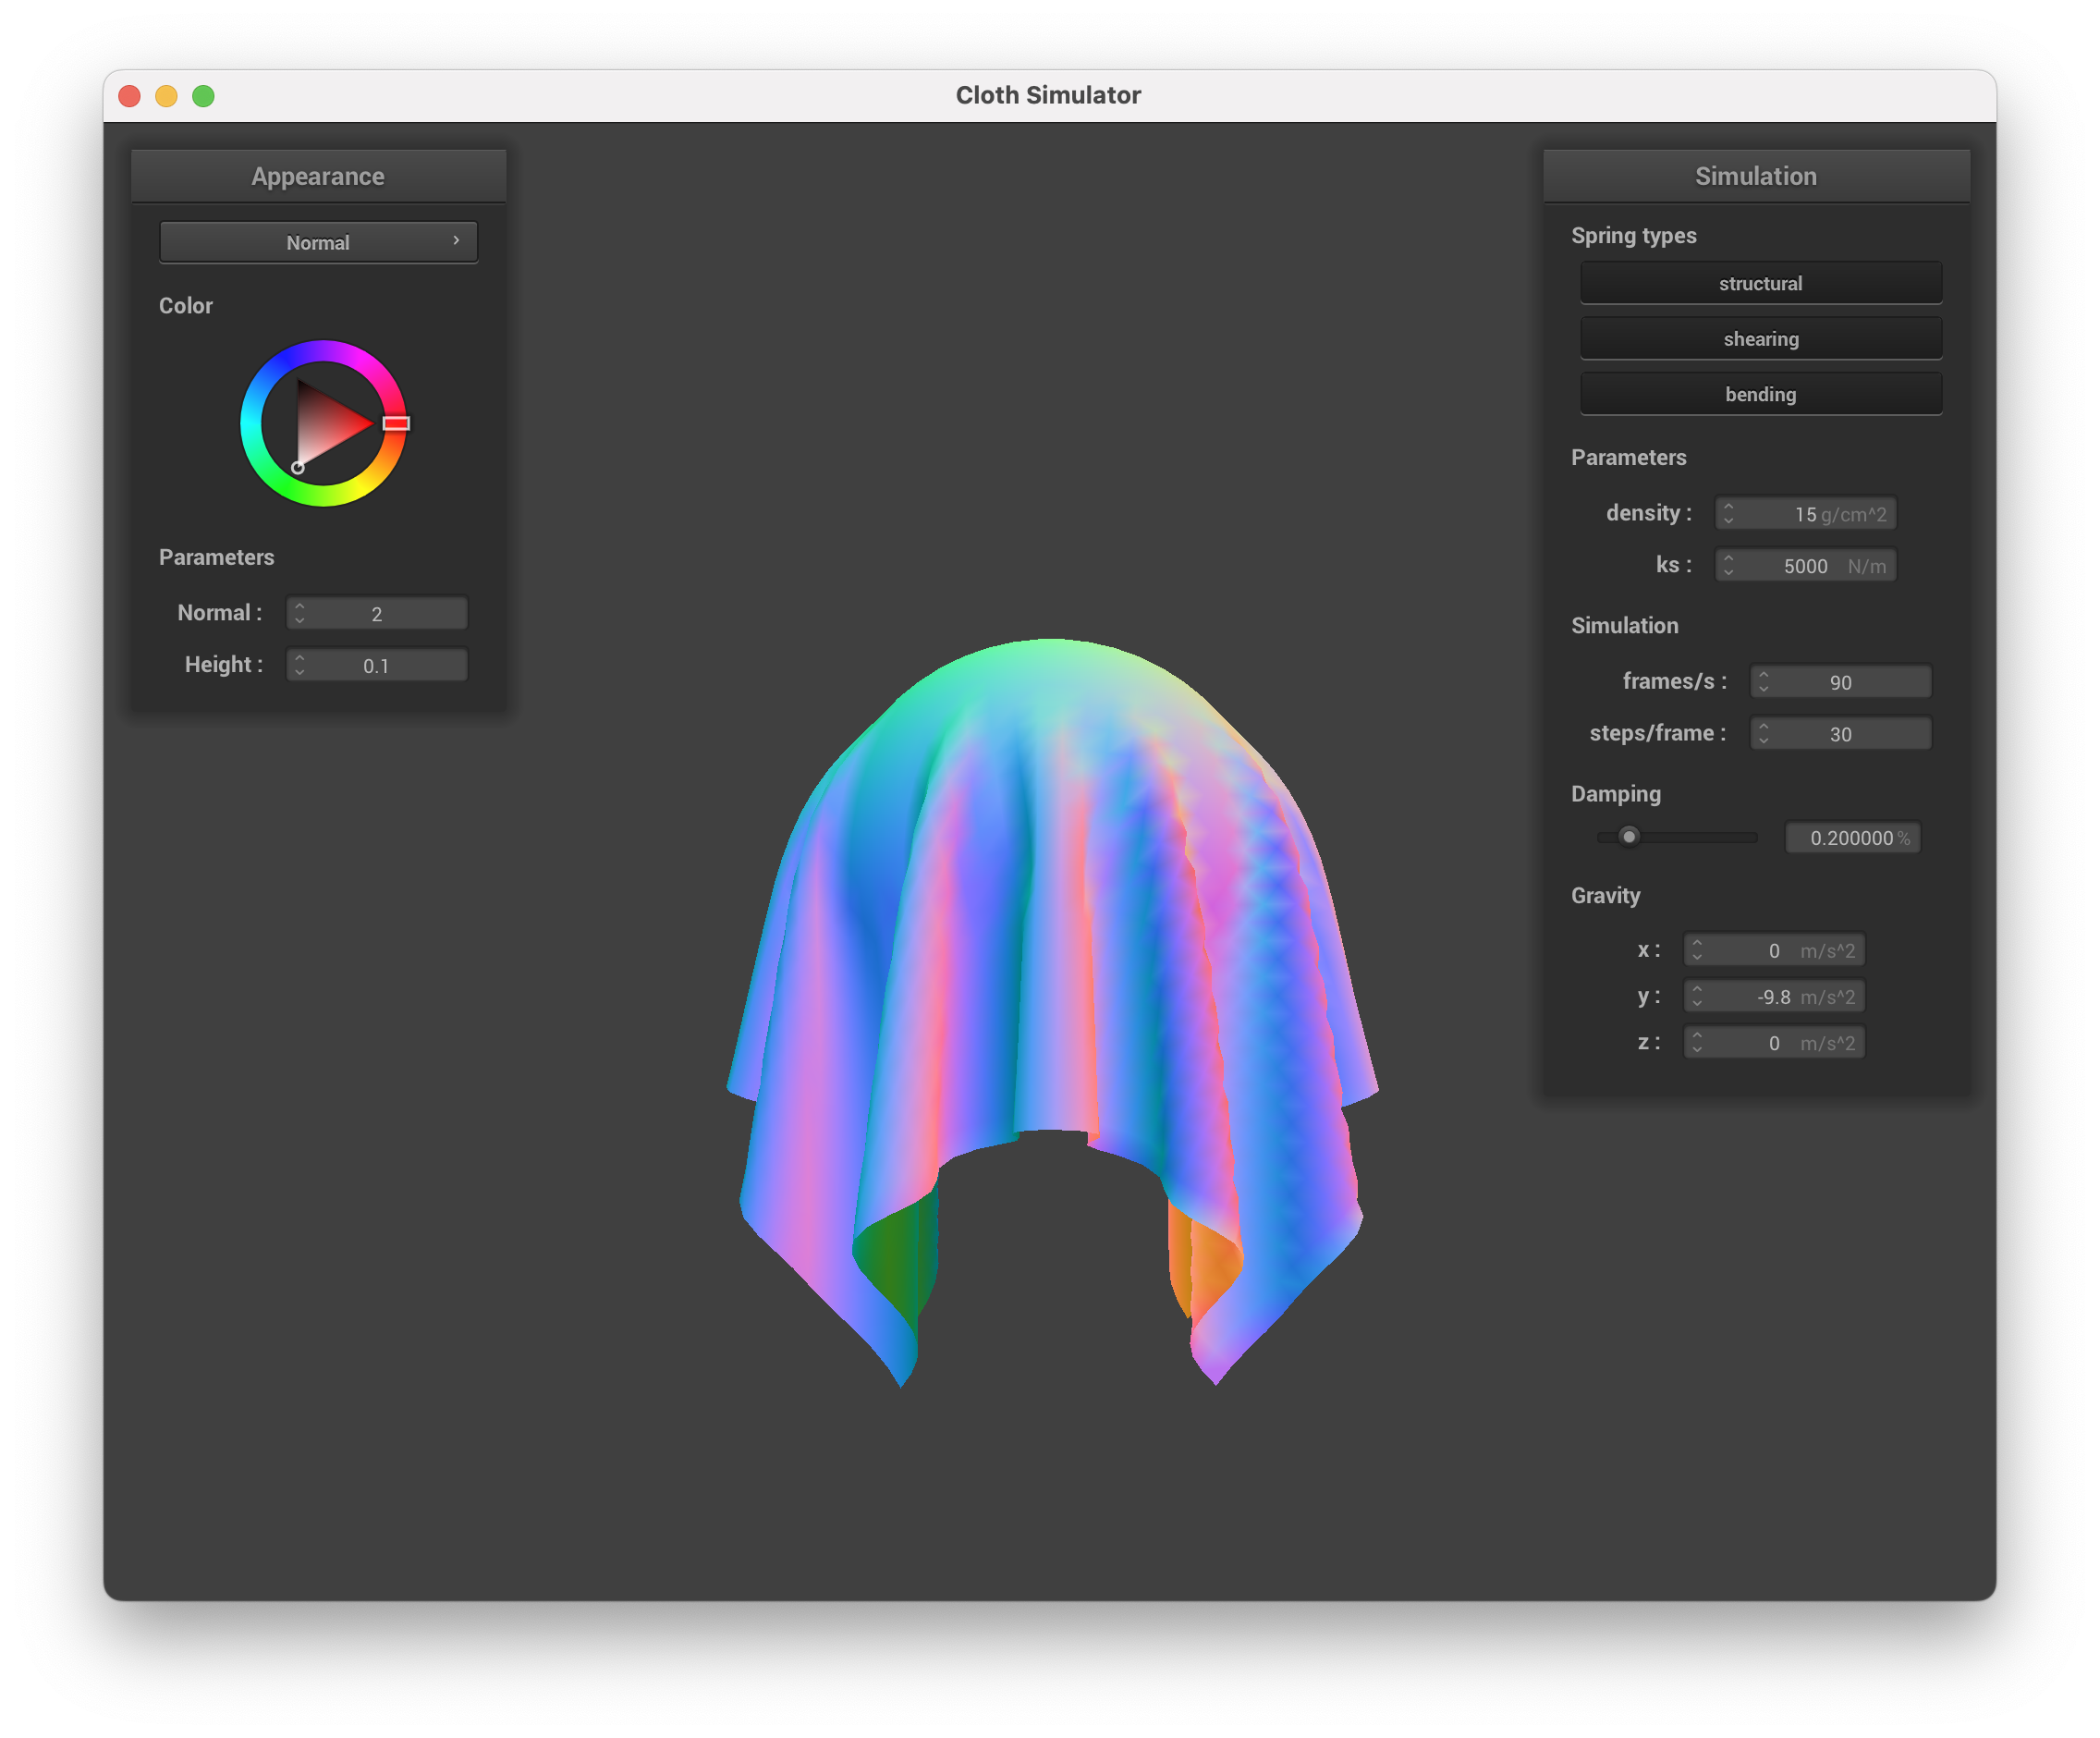 Cloth Simulator
Appearance
Normal
Color
Parameters
Normal : 2
Height : 0.1
Simulation
Spring types
structural
shearing
bending
Parameters
density : 15 g/cm^2
ks : 5000 N/m
Simulation
frames/s : 90
steps/frame : 30
Damping
0.200000 %
Gravity
x : 0 m/s^2
y : -9.8 m/s^2
z : 0 m/s^2